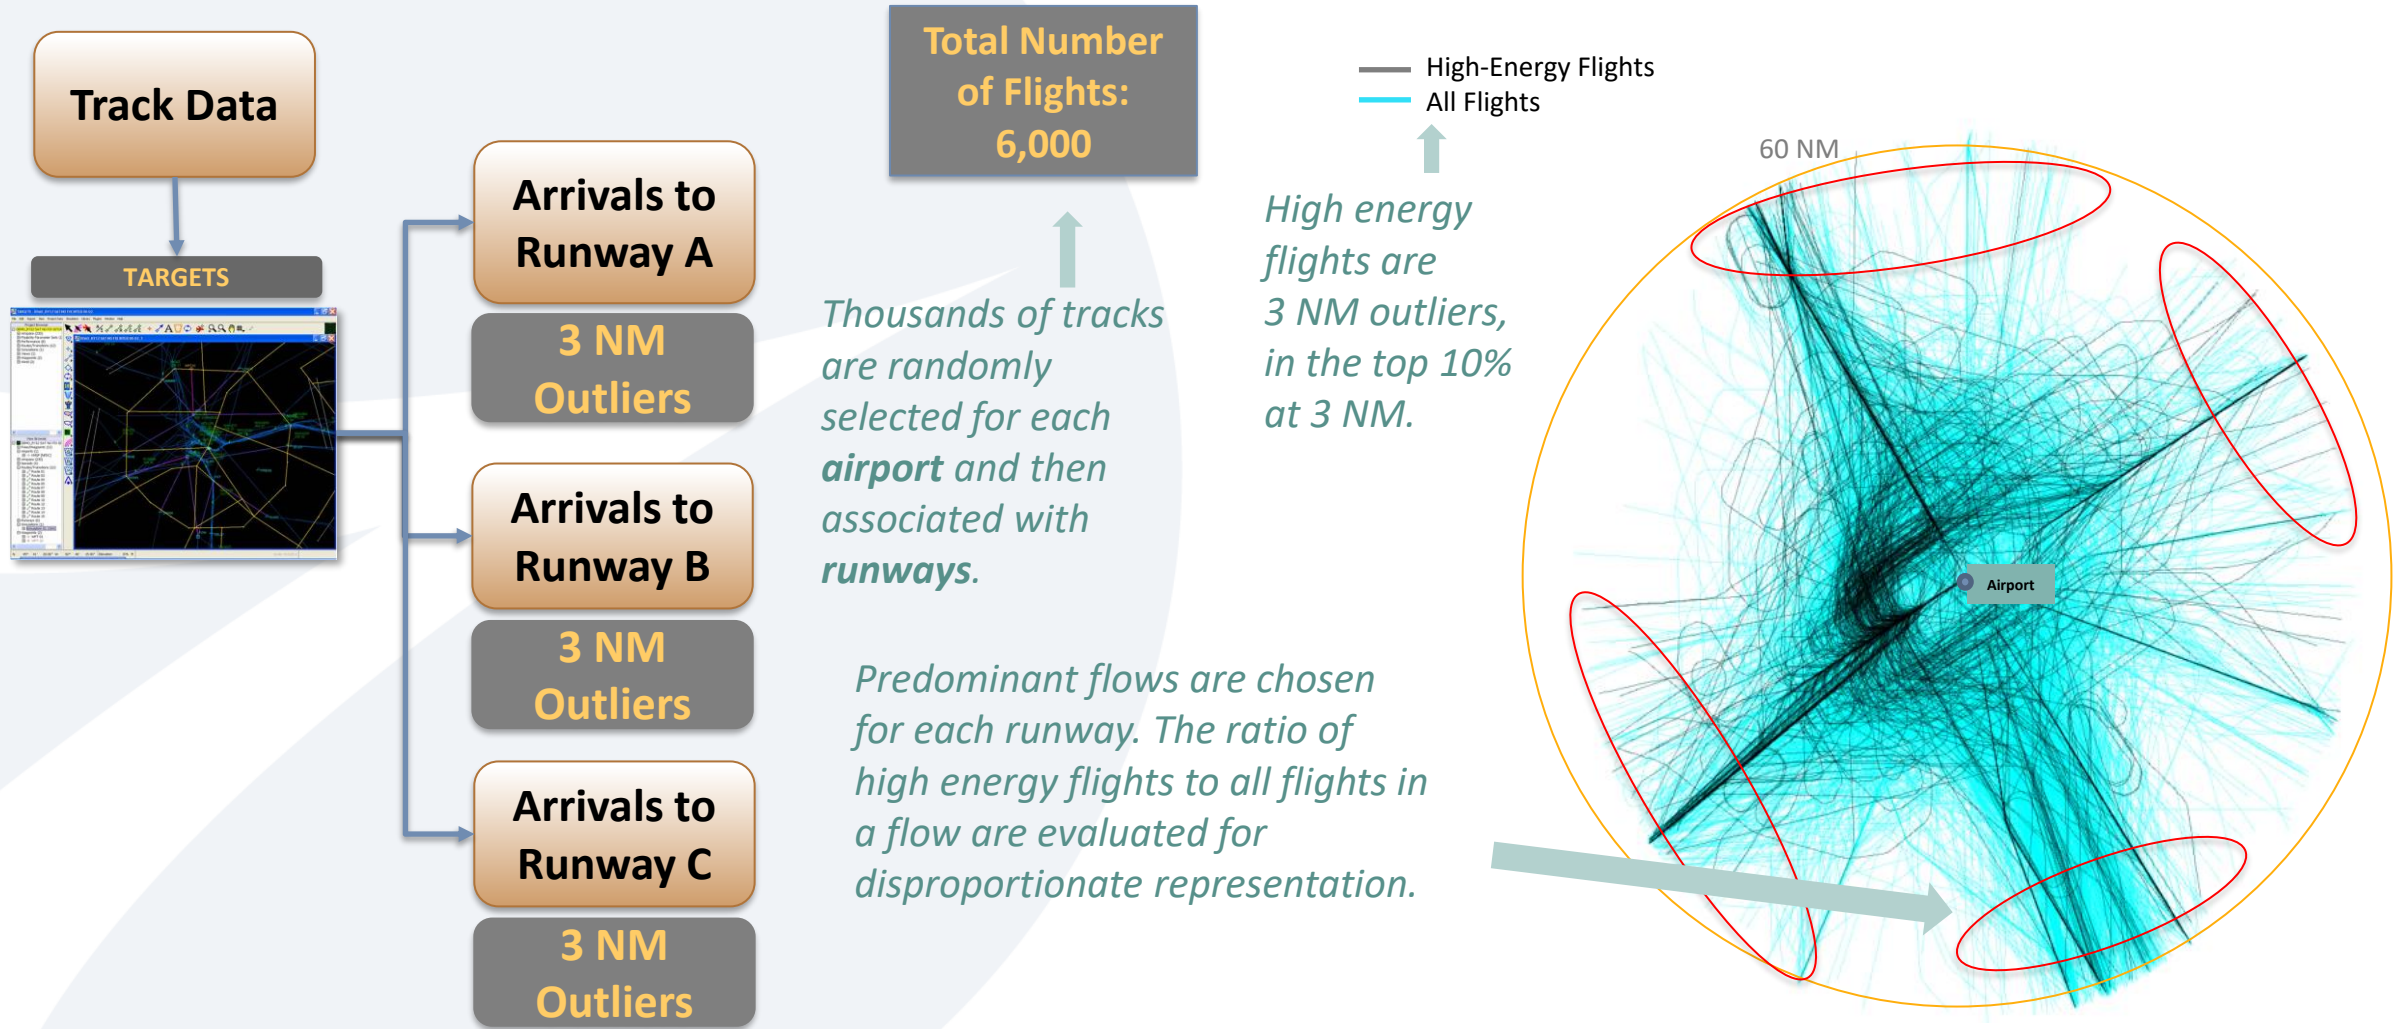 Track Data
TARGETS
Arrivals to
Runway A
3 NM
Outliers
Arrivals to
Runway B
3 NM
Outliers
Arrivals to
Runway C
3 NM
Outliers
Total Number
of Flights:
6,000
Thousands of tracks
are randomly
selected for each
airport and then
associated with
runways.
High-Energy Flights
All Flights
High energy
flights are
3 NM outliers,
in the top 10%
at 3 NM.
Predominant flows are chosen
for each runway. The ratio of
high energy flights to all flights in
a flow are evaluated for
disproportionate representation.
60 NM
Airport